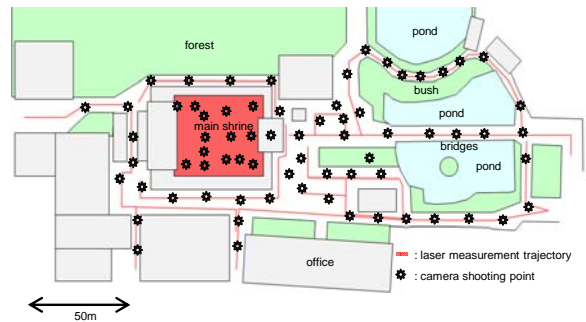 pond
forest
bush
pond
main shrine
bridges
pond
office
: laser measurement trajectory
: camera shooting point
50m